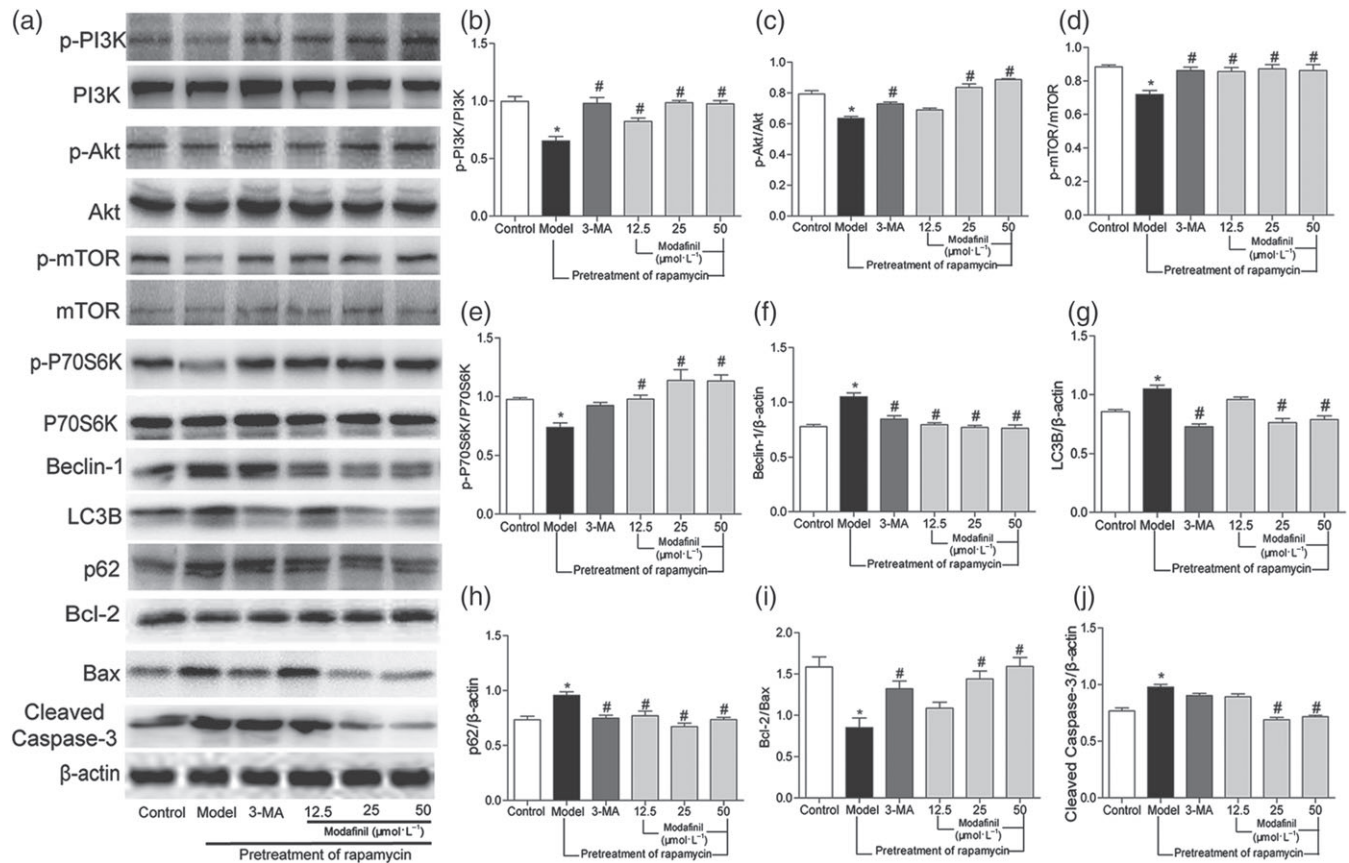 (a)
p-PI3K
PI3K
p-Akt
Akt
p-mTOR
mTOR
p-P70S6K
P70S6K
Beclin-1
LC3B
p62
Bcl-2
Bax
Cleaved
Caspase-3
β-actin
Control Model 3-MA 12.5 25 50
Modafinil (μmol·L⁻¹)
Pretreatment of rapamycin
(b)
p-PI3K/PI3K
1.5
1.0
0.5
0.0
* # # # #
Control Model 3-MA 12.5 25 50
Modafinil
(μmol·L⁻¹)
Pretreatment of rapamycin
(c)
p-Akt/Akt
1.0
0.8
0.6
0.4
0.2
0.0
* # # #
Control Model 3-MA 12.5 25 50
Modafinil
(μmol·L⁻¹)
Pretreatment of rapamycin
(d)
p-mTOR/mTOR
1.0
0.8
0.6
0.4
0.2
0.0
* # # # #
Control Model 3-MA 12.5 25 50
Modafinil
(μmol·L⁻¹)
Pretreatment of rapamycin
(e)
p-P70S6K/P70S6K
1.5
1.0
0.5
0.0
* # # #
Control Model 3-MA 12.5 25 50
Modafinil
(μmol·L⁻¹)
Pretreatment of rapamycin
(f)
Beclin-1/β-actin
1.5
1.0
0.5
0.0
* # # # #
Control Model 3-MA 12.5 25 50
Modafinil
(μmol·L⁻¹)
Pretreatment of rapamycin
(g)
LC3B/β-actin
1.5
1.0
0.5
0.0
* # # #
Control Model 3-MA 12.5 25 50
Modafinil
(μmol·L⁻¹)
Pretreatment of rapamycin
(h)
p62/β-actin
1.5
1.0
0.5
0.0
* # # # #
Control Model 3-MA 12.5 25 50
Modafinil
(μmol·L⁻¹)
Pretreatment of rapamycin
(i)
Bcl-2/Bax
2.0
1.5
1.0
0.5
0.0
* # # #
Control Model 3-MA 12.5 25 50
Modafinil
(μmol·L⁻¹)
Pretreatment of rapamycin
(j)
Cleaved Caspase-3/β-actin
1.5
1.0
0.5
0.0
* # #
Control Model 3-MA 12.5 25 50
Modafinil
(μmol·L⁻¹)
Pretreatment of rapamycin